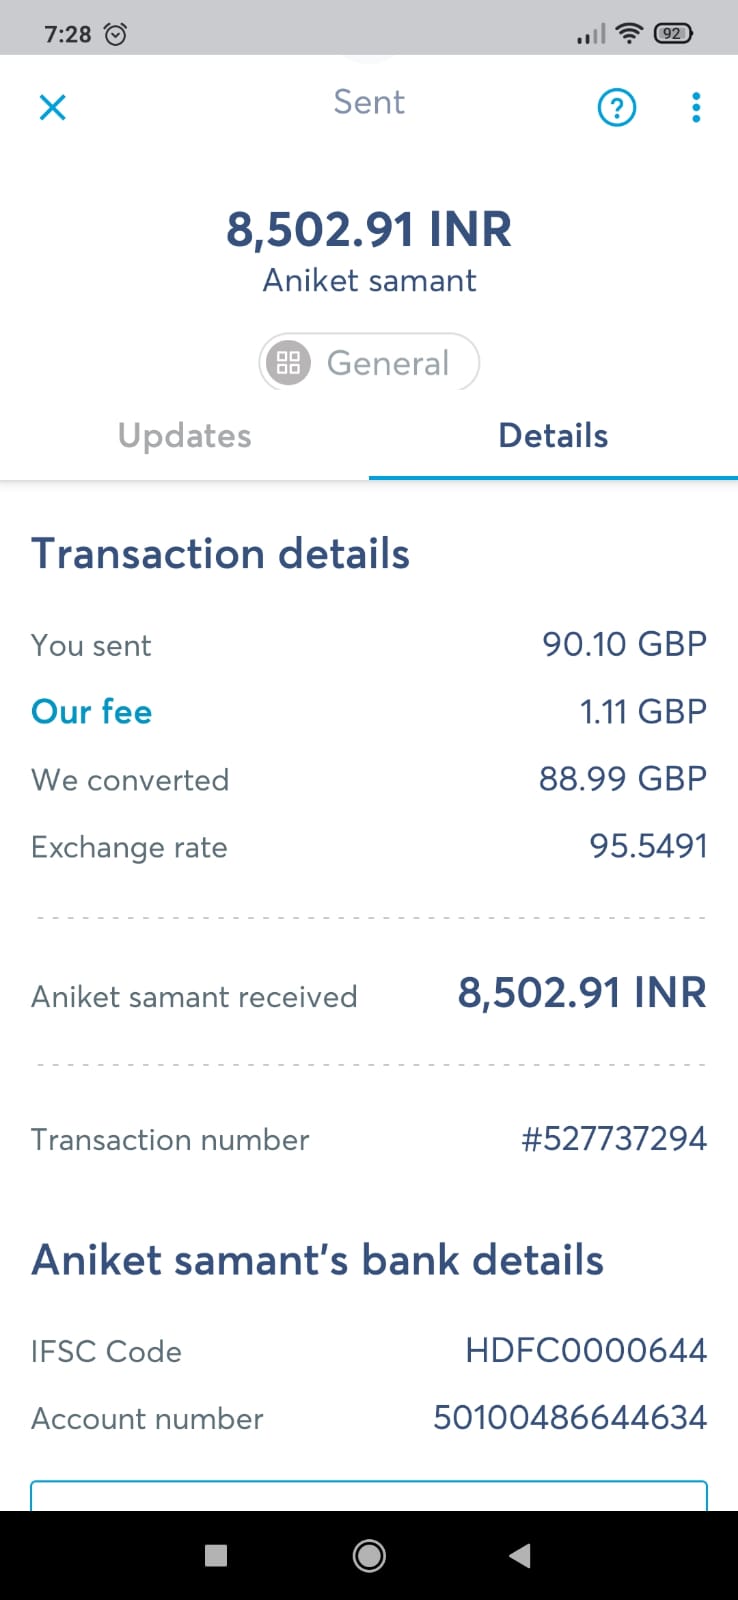 7:28
92
Sent
?
8,502.91 INR
Aniket samant
General
Updates Details
Transaction details
You sent 90.10 GBP
Our fee 1.11 GBP
We converted 88.99 GBP
Exchange rate 95.5491
Aniket samant received 8,502.91 INR
Transaction number #527737294
Aniket samant's bank details
IFSC Code HDFC0000644
Account number 50100486644634